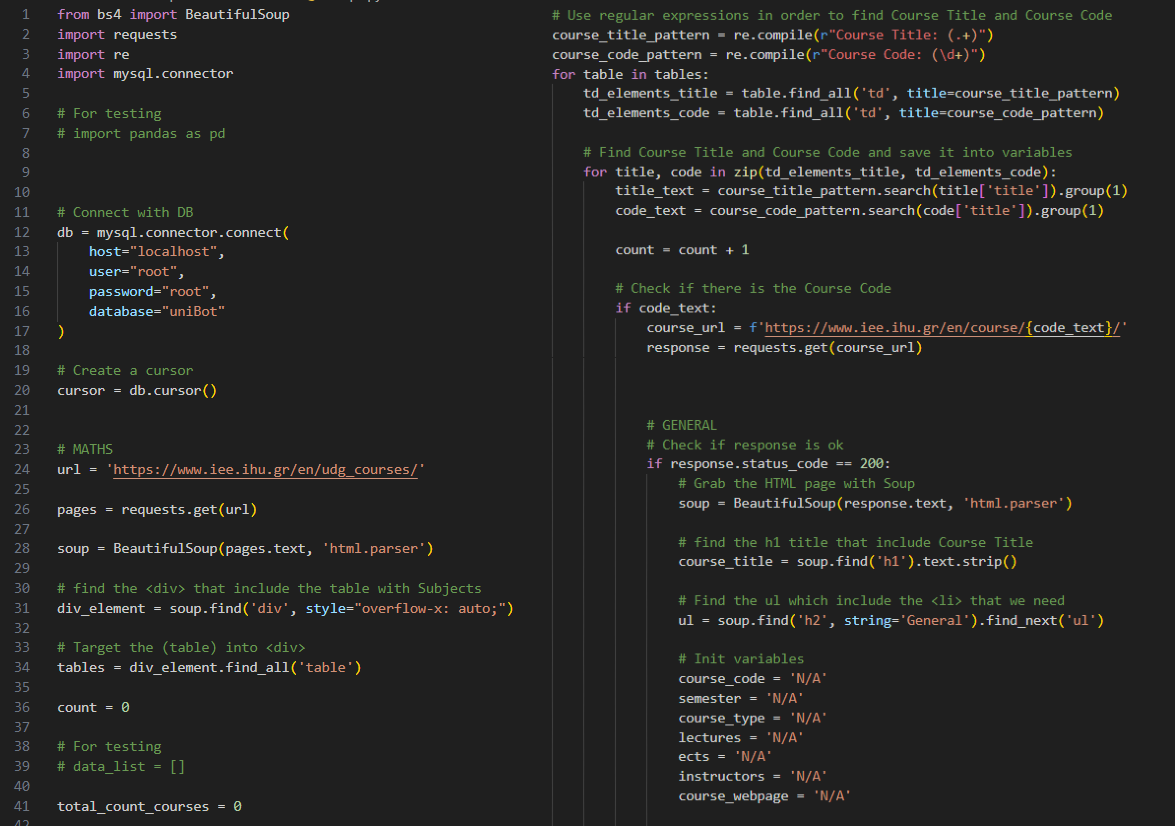 1 from bs4 import BeautifulSoup
2 import requests
3 import re
4 import mysql.connector
5
6 # For testing
7 # import pandas as pd
8
9
10
11 # Connect with DB
12 db = mysql.connector.connect(
13     host="localhost",
14     user="root",
15     password="root",
16     database="uniBot"
17 )
18
19 # Create a cursor
20 cursor = db.cursor()
21
22
23 # MATHS
24 url = 'https://www.iee.ihu.gr/en/udg_courses/'
25
26 pages = requests.get(url)
27
28 soup = BeautifulSoup(pages.text, 'html.parser')
29
30 # find the <div> that include the table with Subjects
31 div_element = soup.find('div', style="overflow-x: auto;")
32
33 # Target the (table) into <div>
34 tables = div_element.find_all('table')
35
36 count = 0
37
38 # For testing
39 # data_list = []
40
41 total_count_courses = 0
42
# Use regular expressions in order to find Course Title and Course Code
course_title_pattern = re.compile(r"Course Title: (.+)")
course_code_pattern = re.compile(r"Course Code: (\d+)")
for table in tables:
    td_elements_title = table.find_all('td', title=course_title_pattern)
    td_elements_code = table.find_all('td', title=course_code_pattern)

    # Find Course Title and Course Code and save it into variables
    for title, code in zip(td_elements_title, td_elements_code):
        title_text = course_title_pattern.search(title['title']).group(1)
        code_text = course_code_pattern.search(code['title']).group(1)

        count = count + 1

        # Check if there is the Course Code
        if code_text:
            course_url = f'https://www.iee.ihu.gr/en/course/{code_text}/'
            response = requests.get(course_url)

            # GENERAL
            # Check if response is ok
            if response.status_code == 200:
                # Grab the HTML page with Soup
                soup = BeautifulSoup(response.text, 'html.parser')

                # find the h1 title that include Course Title
                course_title = soup.find('h1').text.strip()

                # Find the ul which include the <li> that we need
                ul = soup.find('h2', string='General').find_next('ul')

                # Init variables
                course_code = 'N/A'
                semester = 'N/A'
                course_type = 'N/A'
                lectures = 'N/A'
                ects = 'N/A'
                instructors = 'N/A'
                course_webpage = 'N/A'